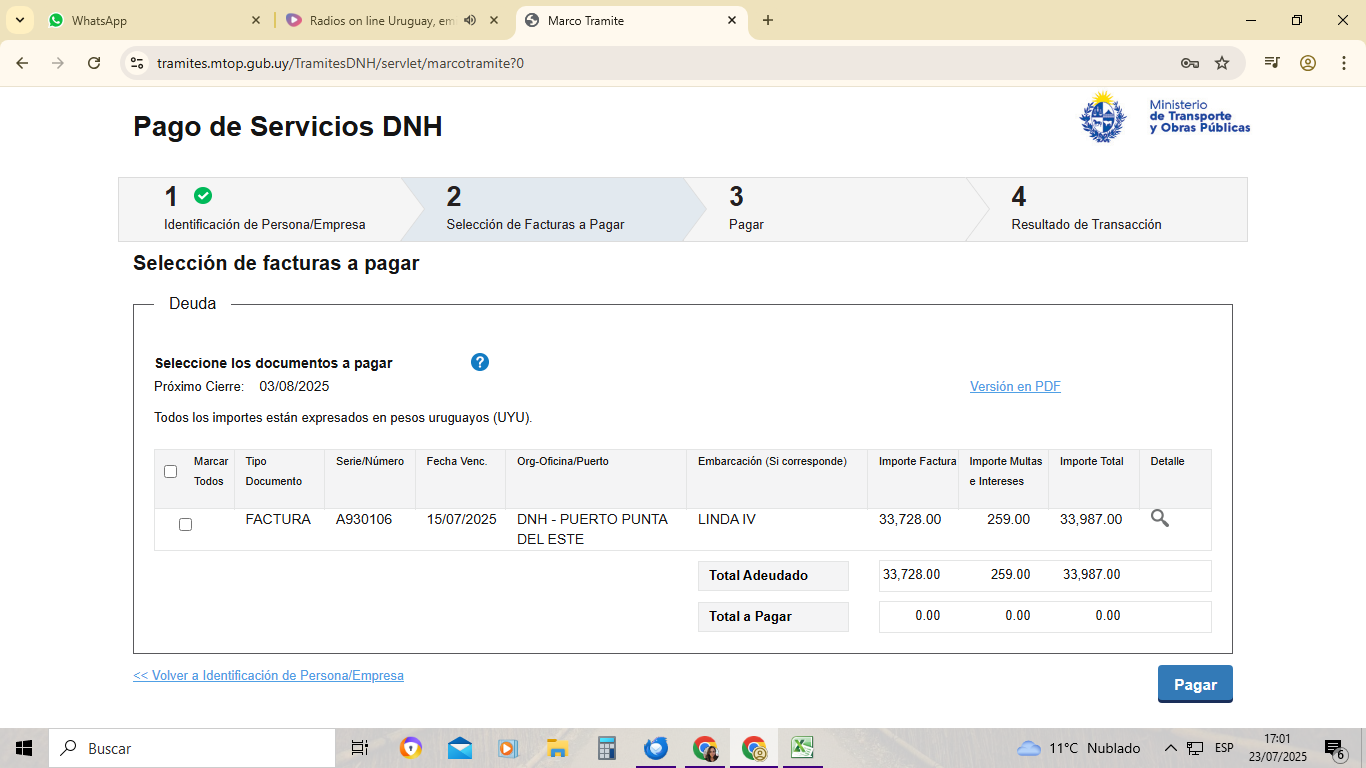 WhatsApp
Radios on line Uruguay, em
Marco Tramite
tramites.mtop.gub.uy/TramitesDNH/servlet/marcotramite?0
Pago de Servicios DNH
Ministerio
de Transporte
y Obras Públicas
1
Identificación de Persona/Empresa
2
Selección de Facturas a Pagar
3
Pagar
4
Resultado de Transacción
Selección de facturas a pagar
Deuda
Seleccione los documentos a pagar ?
Próximo Cierre: 03/08/2025
Versión en PDF
Todos los importes están expresados en pesos uruguayos (UYU).
Marcar Tipo Serie/Número Fecha Venc. Org-Oficina/Puerto Embarcación (Si corresponde) Importe Factura Importe Multas Importe Total Detalle
Todos Documento e Intereses
FACTURA A930106 15/07/2025 DNH - PUERTO PUNTA LINDA IV 33,728.00 259.00 33,987.00
DEL ESTE
Total Adeudado 33,728.00 259.00 33,987.00
Total a Pagar 0.00 0.00 0.00
<< Volver a Identificación de Persona/Empresa
Pagar
Buscar
11°C Nublado
ESP
17:01
23/07/2025
6